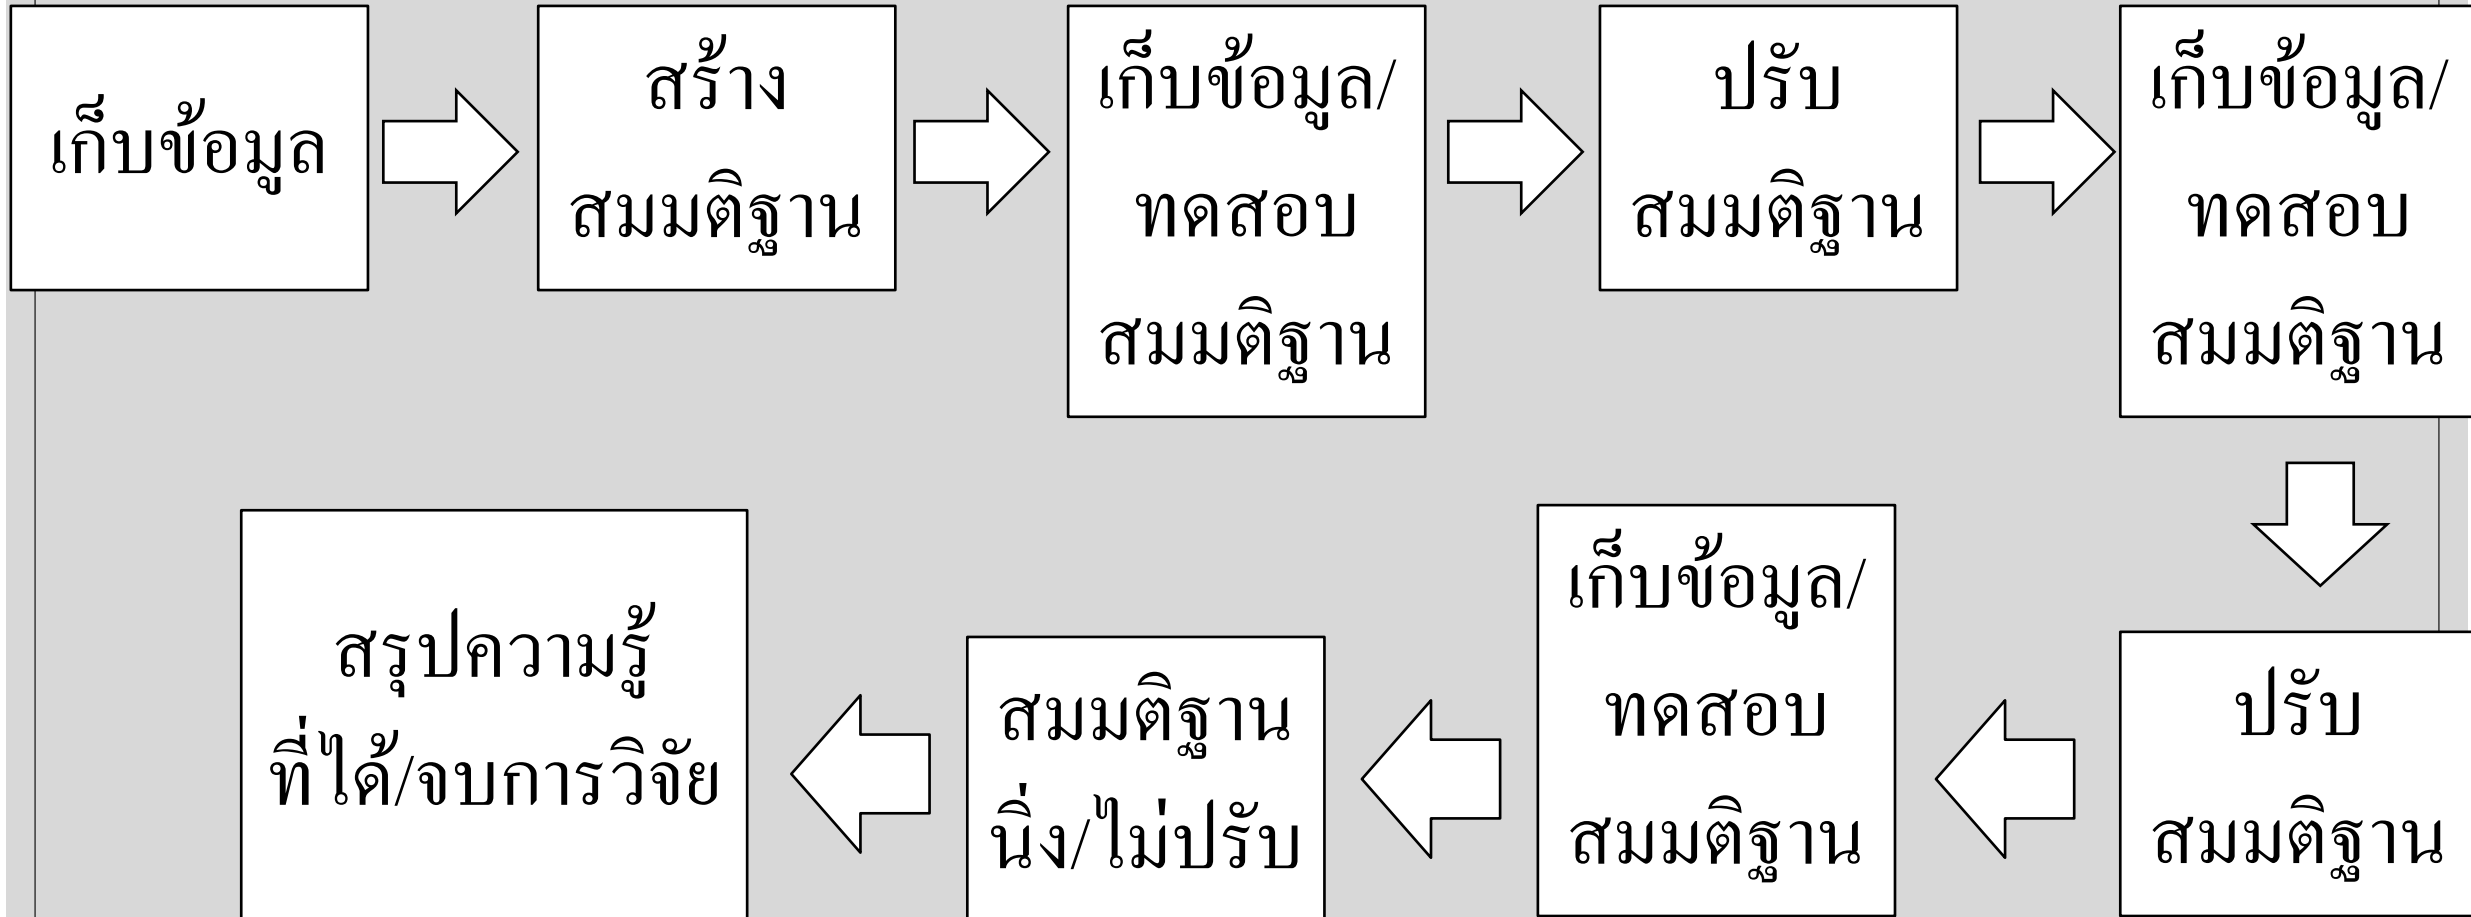 เก็บข้อมูล
สร้าง
สมมติฐาน
เก็บข้อมูล/
ทดสอบ
สมมติฐาน
ปรับ
สมมติฐาน
เก็บข้อมูล/
ทดสอบ
สมมติฐาน
ปรับ
สมมติฐาน
เก็บข้อมูล/
ทดสอบ
สมมติฐาน
สมมติฐาน
นิ่ง/ไม่ปรับ
สรุปความรู้
ที่ได้/จบการวิจัย